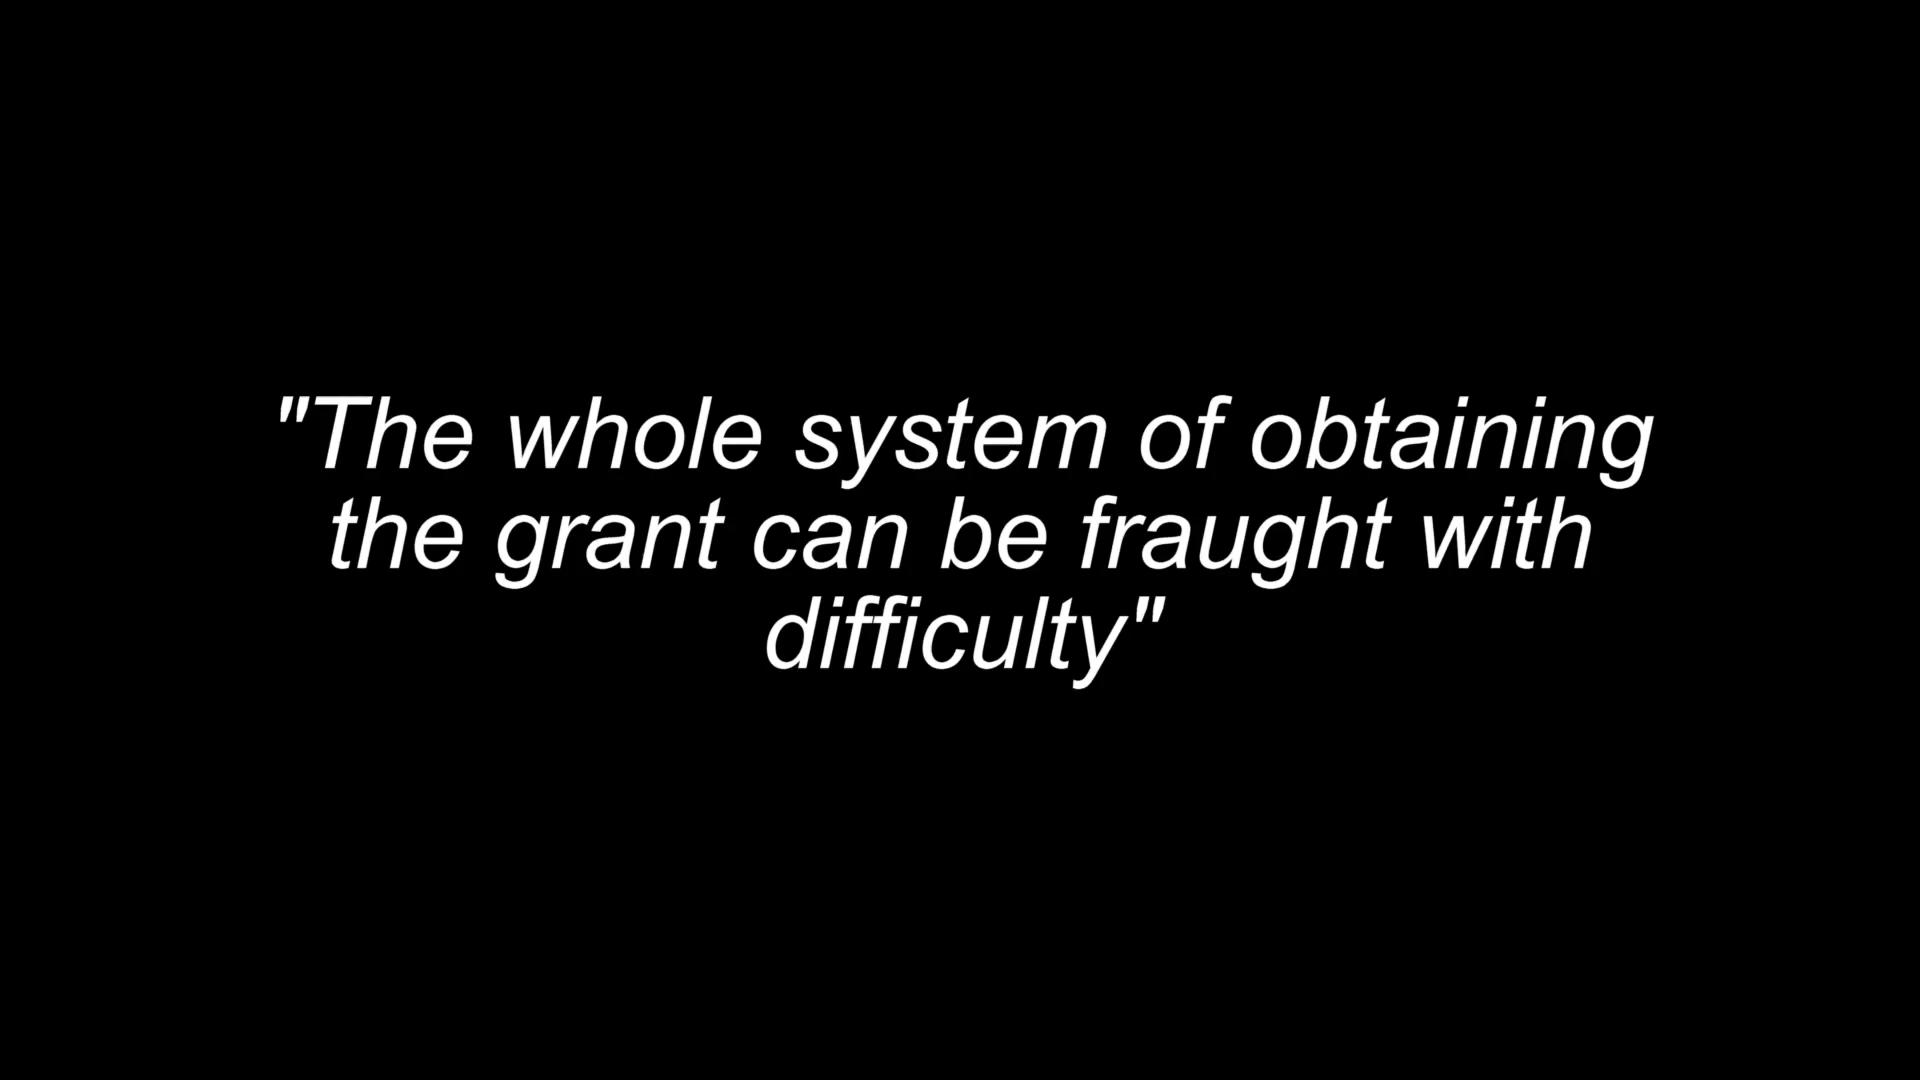 "The whole system of obtaining
the grant can be fraught with
difficulty"